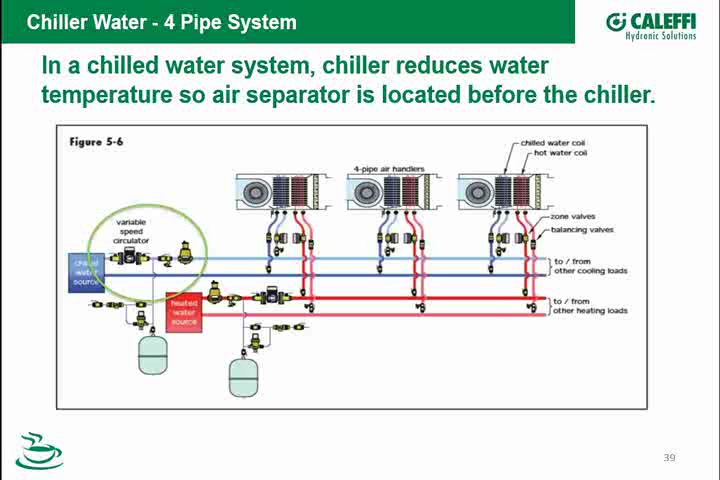 Chiller Water - 4 Pipe System
CALEFFI
Hydronic Solutions
In a chilled water system, chiller reduces water
temperature so air separator is located before the chiller.
Figure 5-6
chilled water coil
hot water coil
4-pipe air handlers
variable
speed
circulator
zone valves
balancing valves
chilled
water
source
to / from
other cooling loads
heated
water
source
to / from
other heating loads
39